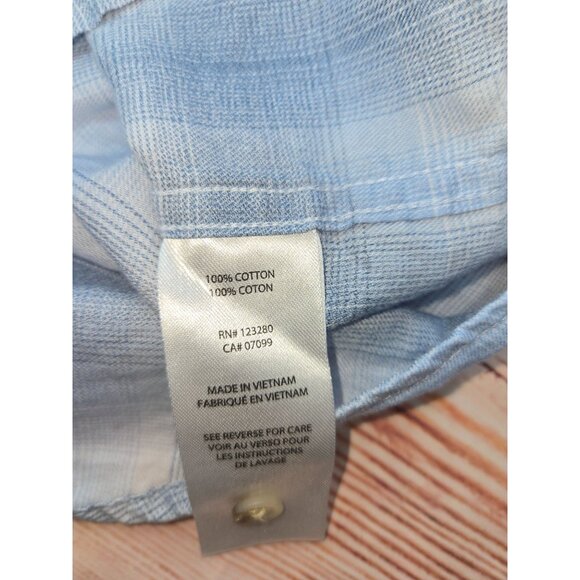 100% COTTON
100% COTON
RN# 123280
CA# 07099
MADE IN VIETNAM
FABRIQUÉ EN VIETNAM
SEE REVERSE FOR CARE
VOIR AU VERSO POUR
LES INSTRUCTIONS
DE LAVAGE